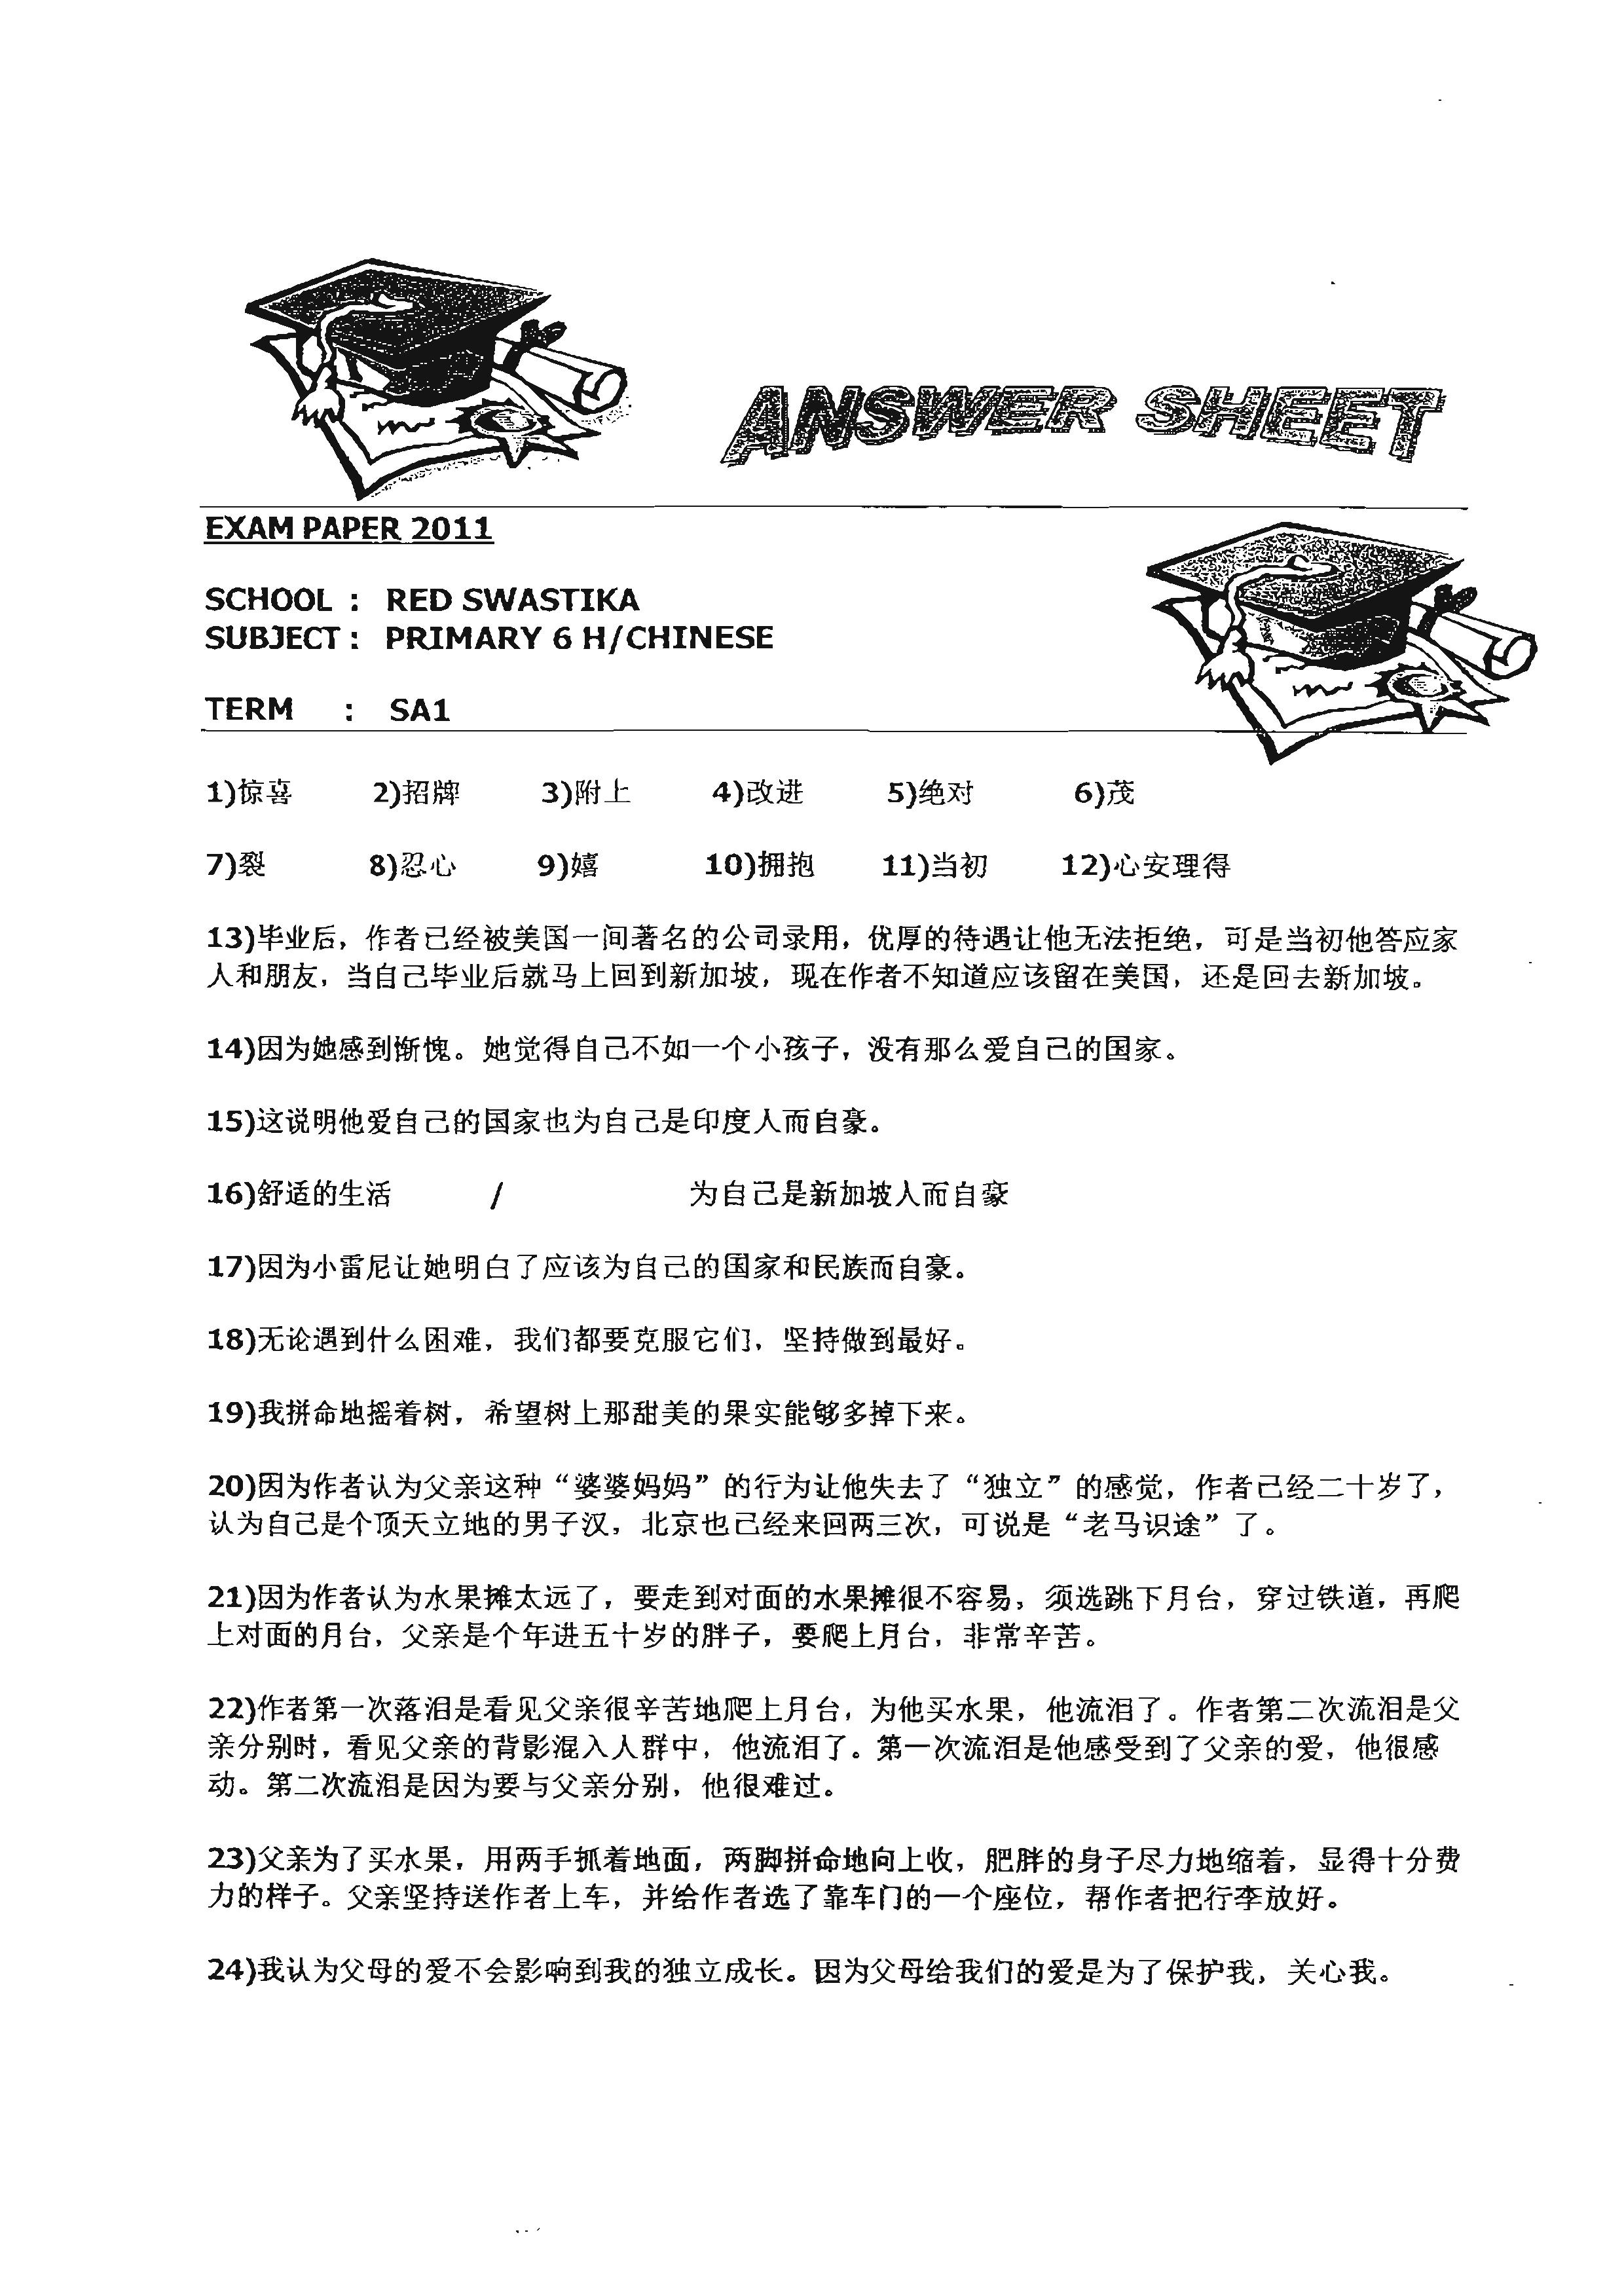 ANSWER SHEET
EXAM PAPER 2011
SCHOOL : RED SWASTIKA
SUBJECT : PRIMARY 6 H/CHINESE
TERM : SA1
1)惊喜 2)招牌 3)附上 4)改进 5)绝对 6)茂
7)裂 8)忍心 9)嬉 10)拥抱 11)当初 12)心安理得
13)毕业后，作者已经被美国一间著名的公司录用，优厚的待遇让他无法拒绝，可是当初他答应家
人和朋友，当自己毕业后就马上回到新加坡，现在作者不知道应该留在美国，还是回去新加坡。
14)因为她感到惭愧。她觉得自己不如一个小孩子，没有那么爱自己的国家。
15)这说明他爱自己的国家也为自己是印度人而自豪。
16)舒适的生活 / 为自己是新加坡人而自豪
17)因为小雷尼让她明白了应该为自己的国家和民族而自豪。
18)无论遇到什么困难，我们都要克服它们，坚持做到最好。
19)我拼命地摇着树，希望树上那甜美的果实能够多掉下来。
20)因为作者认为父亲这种“婆婆妈妈”的行为让他失去了“独立”的感觉，作者已经二十岁了，
认为自己是个顶天立地的男子汉，北京也已经来回两三次，可说是“老马识途”了。
21)因为作者认为水果摊太远了，要走到对面的水果摊很不容易，须选跳下月台，穿过铁道，再爬
上对面的月台，父亲是个年进五十岁的胖子，要爬上月台，非常辛苦。
22)作者第一次落泪是看见父亲很辛苦地爬上月台，为他买水果，他流泪了。作者第二次流泪是父
亲分别时，看见父亲的背影混入人群中，他流泪了。第一次流泪是他感受到了父亲的爱，他很感
动。第二次流泪是因为要与父亲分别，他很难过。
23)父亲为了买水果，用两手抓着地面，两脚拼命地向上收，肥胖的身子尽力地缩着，显得十分费
力的样子。父亲坚持送作者上车，并给作者选了靠车门的一个座位，帮作者把行李放好。
24)我认为父母的爱不会影响到我的独立成长。因为父母给我们的爱是为了保护我，关心我。